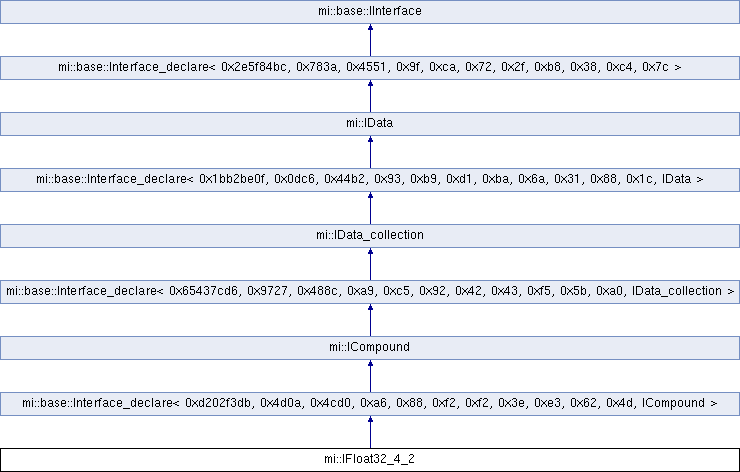 mi::base::IInterface
mi::base::Interface_declare< 0x2e5f84bc, 0x783a, 0x4551, 0x9f, 0xca, 0x72, 0x2f, 0xb8, 0x38, 0xc4, 0x7c >
mi::IData
mi::base::Interface_declare< 0x1bb2be0f, 0x0dc6, 0x44b2, 0x93, 0xb9, 0xd1, 0xba, 0x6a, 0x31, 0x88, 0x1c, IData >
mi::IData_collection
mi::base::Interface_declare< 0x65437cd6, 0x9727, 0x488c, 0xa9, 0xc5, 0x92, 0x42, 0x43, 0xf5, 0x5b, 0xa0, IData_collection >
mi::ICompound
mi::base::Interface_declare< 0xd202f3db, 0x4d0a, 0x4cd0, 0xa6, 0x88, 0xf2, 0xf2, 0x3e, 0xe3, 0x62, 0x4d, ICompound >
mi::IFloat32_4_2